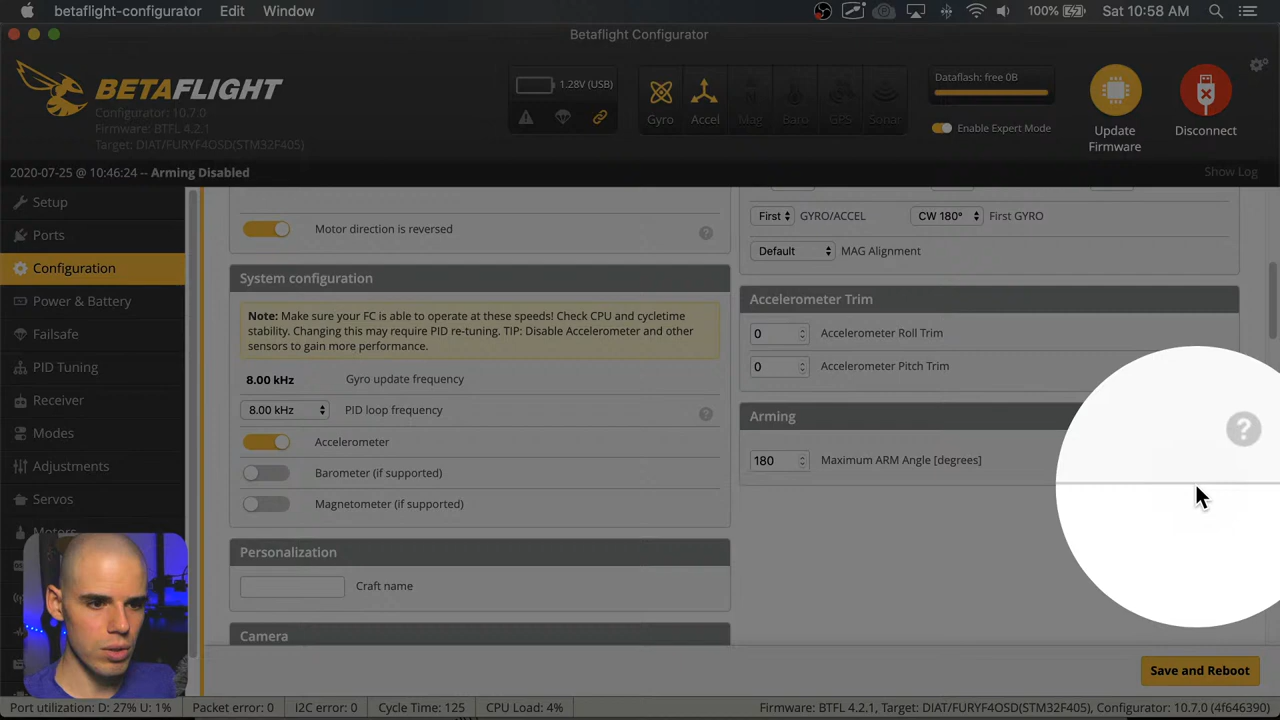 betaflight-configurator Edit Window 100% Sat 10:58 AM
Betaflight Configurator
BETAFLIGHT
Configurator: 10.7.0
Firmware: BTFL 4.2.1
Target: DIAT/FURYF4OSD(STM32F405)
1.28V (USB)
Gyro Accel Mag Baro GPS Sonar
Dataflash: free 0B
Enable Expert Mode
Update
Firmware
Disconnect
2020-07-25 @ 10:46:24 -- Arming Disabled
Show Log
Setup
Ports
Configuration
Power & Battery
Failsafe
PID Tuning
Receiver
Modes
Adjustments
Servos
Motors
Motor direction is reversed ?
System configuration
Note: Make sure your FC is able to operate at these speeds! Check CPU and cycletime
stability. Changing this may require PID re-tuning. TIP: Disable Accelerometer and other
sensors to gain more performance.
8.00 kHz Gyro update frequency
8.00 kHz PID loop frequency ?
Accelerometer
Barometer (if supported)
Magnetometer (if supported)
Personalization
Craft name
Camera
First GYRO/ACCEL CW 180° First GYRO
Default MAG Alignment
Accelerometer Trim
0 Accelerometer Roll Trim
0 Accelerometer Pitch Trim
Arming
180 Maximum ARM Angle [degrees]
?
Save and Reboot
Port utilization: D: 27% U: 1% Packet error: 0 I2C error: 0 Cycle Time: 125 CPU Load: 4% Firmware: BTFL 4.2.1, Target: DIAT/FURYF4OSD(STM32F405), Configurator: 10.7.0 (4f646390)